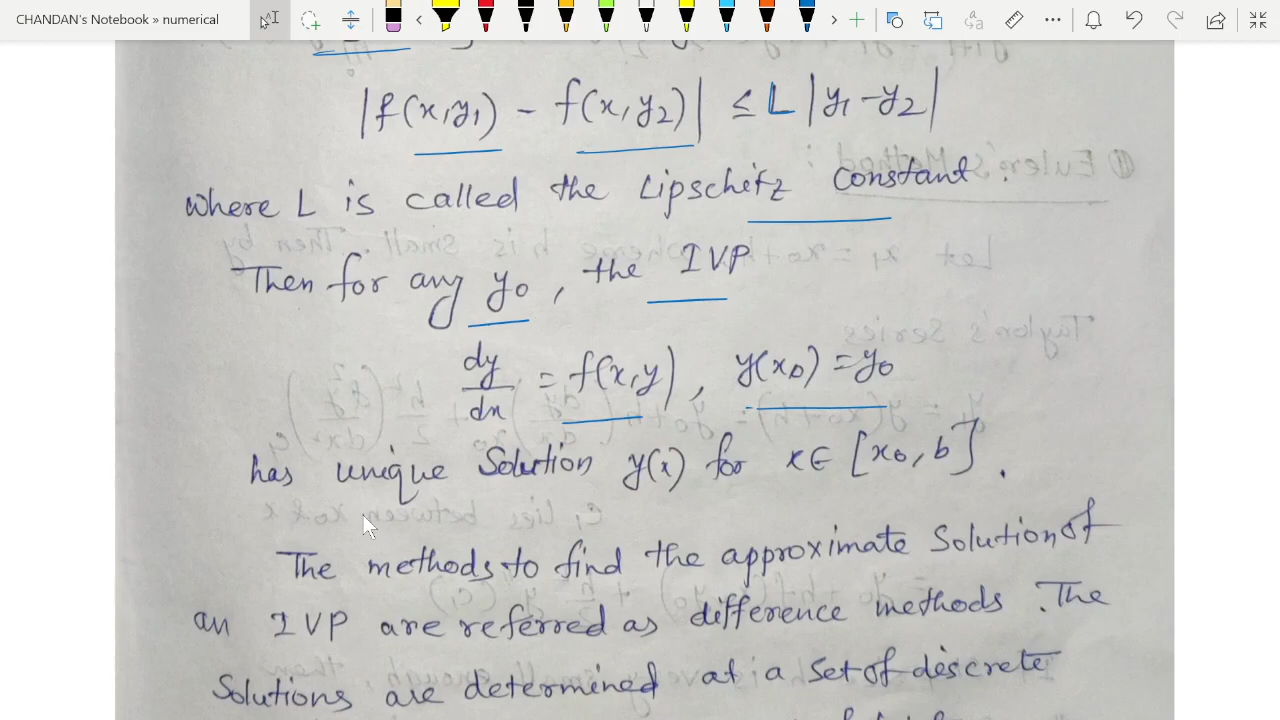 CHANDAN's Notebook » numerical
|f(x,y₁) - f(x,y₂)| ≤ L |y₁-y₂|
where L is called the Lipschitz Constant.
Then for any y₀, the IVP
dy/dx = f(x,y), y(x₀) = y₀
has unique Solution y(x) for x∈ [x₀, b].
The methods to find the approximate Solution of
an IVP are referred as difference methods. The
Solutions are determined at a set of discrete